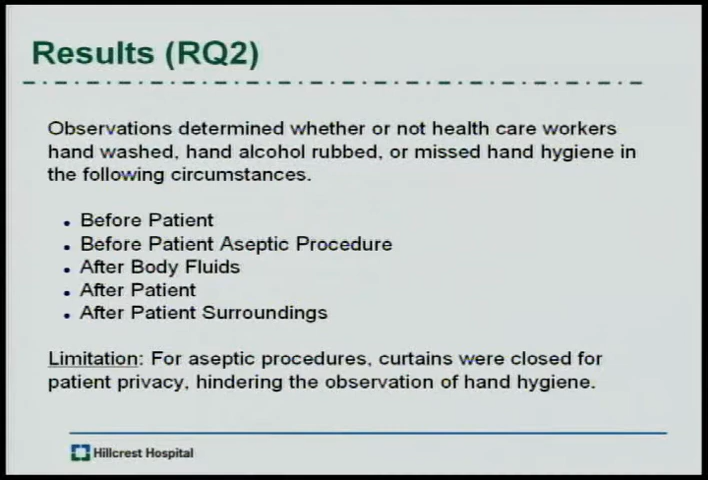 Results (RQ2)
Observations determined whether or not health care workers
hand washed, hand alcohol rubbed, or missed hand hygiene in
the following circumstances.
• Before Patient
• Before Patient Aseptic Procedure
• After Body Fluids
• After Patient
• After Patient Surroundings
Limitation: For aseptic procedures, curtains were closed for
patient privacy, hindering the observation of hand hygiene.
Hillcrest Hospital